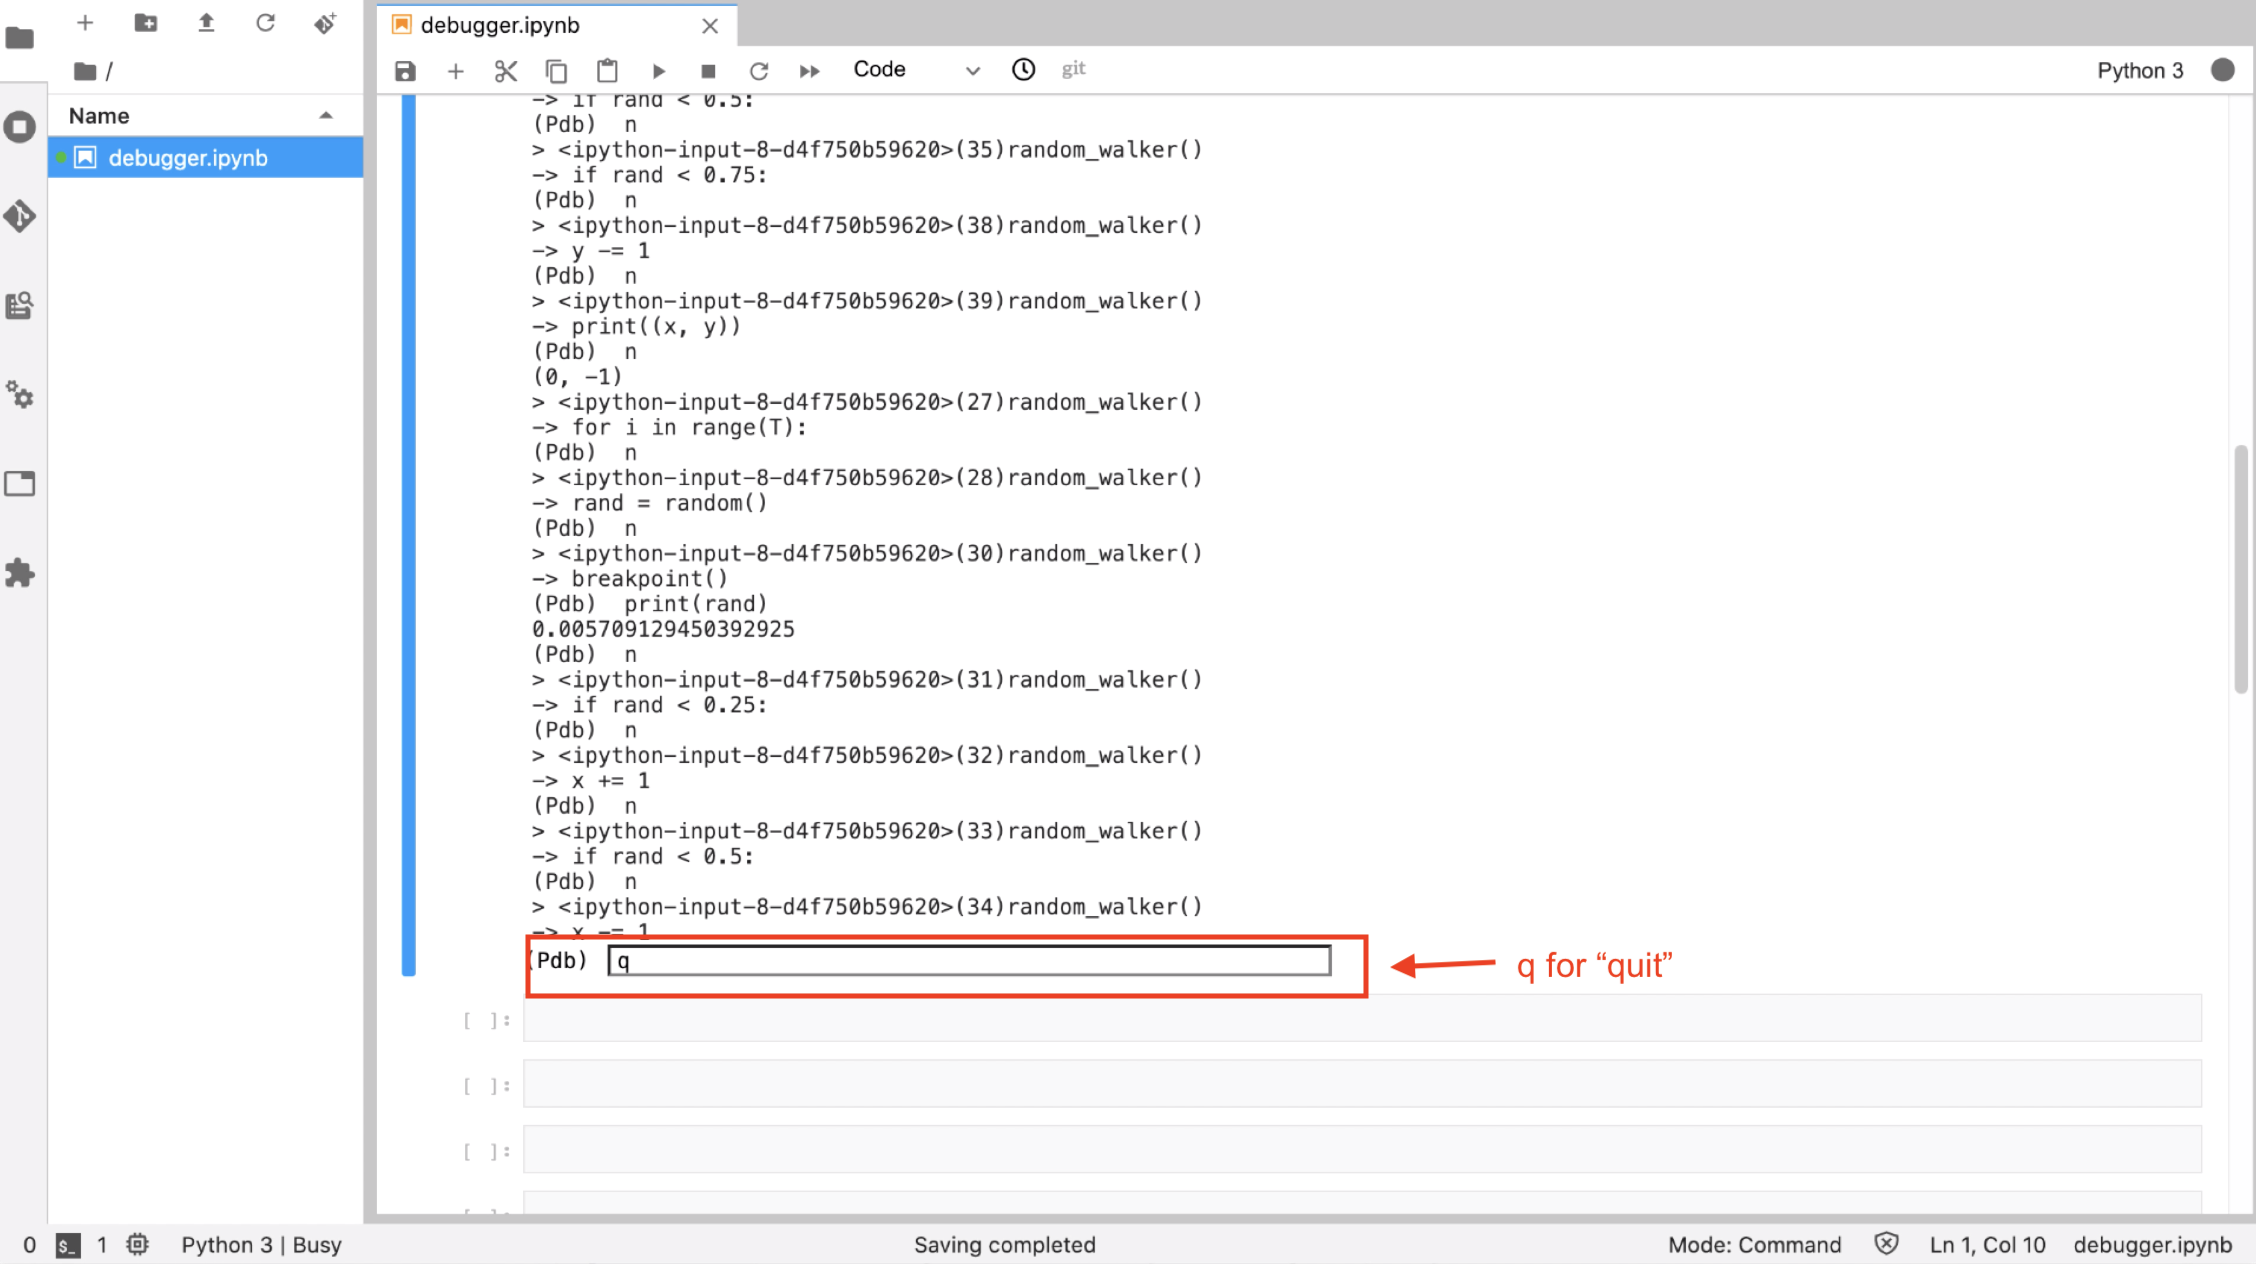 debugger.ipynb
/
Code
git
Python 3
Name
debugger.ipynb
-> if rand < 0.5:
(Pdb)  n
> <ipython-input-8-d4f750b59620>(35)random_walker()
-> if rand < 0.75:
(Pdb)  n
> <ipython-input-8-d4f750b59620>(38)random_walker()
-> y -= 1
(Pdb)  n
> <ipython-input-8-d4f750b59620>(39)random_walker()
-> print((x, y))
(Pdb)  n
(0, -1)
> <ipython-input-8-d4f750b59620>(27)random_walker()
-> for i in range(T):
(Pdb)  n
> <ipython-input-8-d4f750b59620>(28)random_walker()
-> rand = random()
(Pdb)  n
> <ipython-input-8-d4f750b59620>(30)random_walker()
-> breakpoint()
(Pdb)  print(rand)
0.005709129450392925
(Pdb)  n
> <ipython-input-8-d4f750b59620>(31)random_walker()
-> if rand < 0.25:
(Pdb)  n
> <ipython-input-8-d4f750b59620>(32)random_walker()
-> x += 1
(Pdb)  n
> <ipython-input-8-d4f750b59620>(33)random_walker()
-> if rand < 0.5:
(Pdb)  n
> <ipython-input-8-d4f750b59620>(34)random_walker()
-> x -= 1
(Pdb) q
q for “quit”
[ ]:
[ ]:
[ ]:
[ ]:
0 $_ 1 Python 3 | Busy Saving completed Mode: Command Ln 1, Col 10 debugger.ipynb